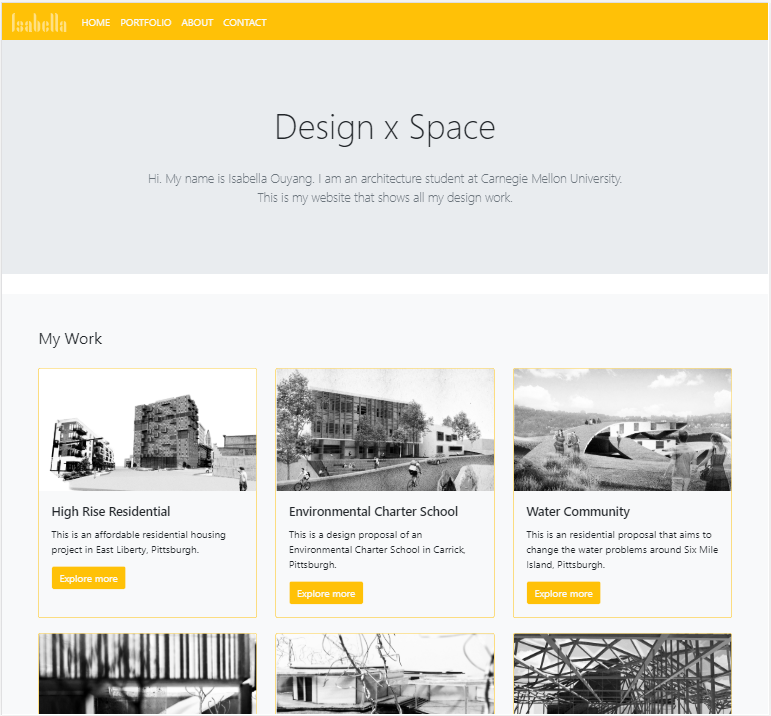 Isabella HOME PORTFOLIO ABOUT CONTACT
Design x Space
Hi. My name is Isabella Ouyang. I am an architecture student at Carnegie Mellon University.
This is my website that shows all my design work.
My Work
High Rise Residential
This is an affordable residential housing
project in East Liberty, Pittsburgh.
Explore more
Environmental Charter School
This is a design proposal of an
Environmental Charter School in Carrick,
Pittsburgh.
Explore more
Water Community
This is an residential proposal that aims to
change the water problems around Six Mile
Island, Pittsburgh.
Explore more